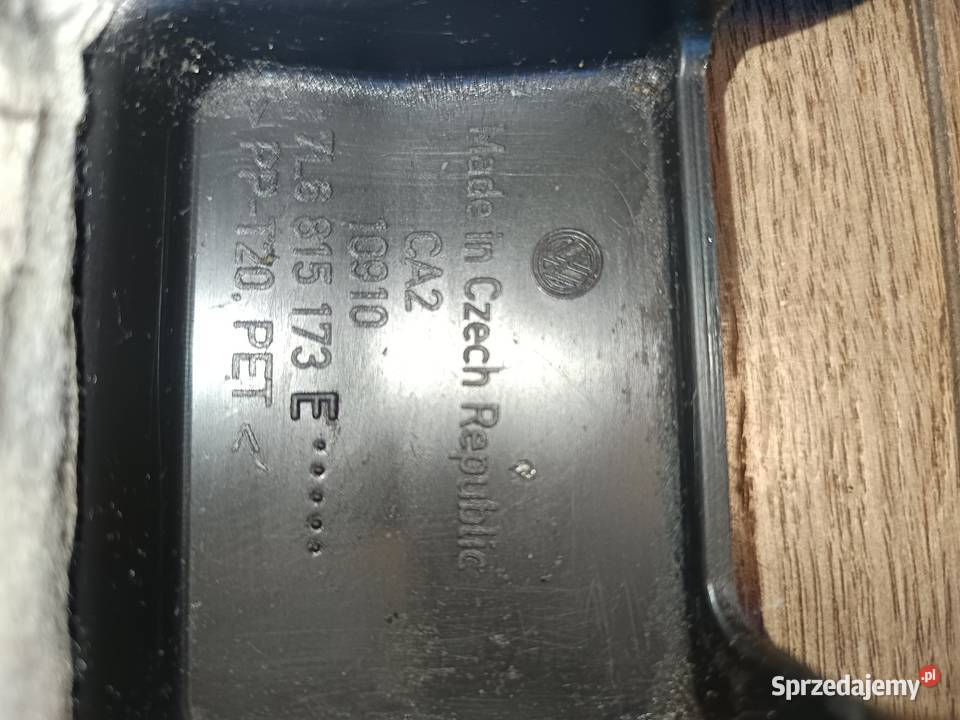 Made in Czech Republic
CA2
10910
7L6 815 173 E ......
>PP-T20, PET<
Sprzedajemy.pl